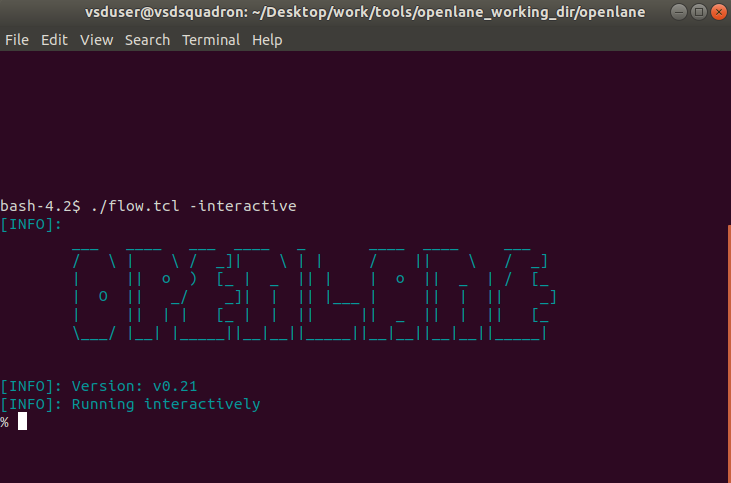 vsduser@vsdsquadron: ~/Desktop/work/tools/openlane_working_dir/openlane
File Edit View Search Terminal Help
bash-4.2$ ./flow.tcl -interactive
[INFO]:
OPENLANE
[INFO]: Version: v0.21
[INFO]: Running interactively
%